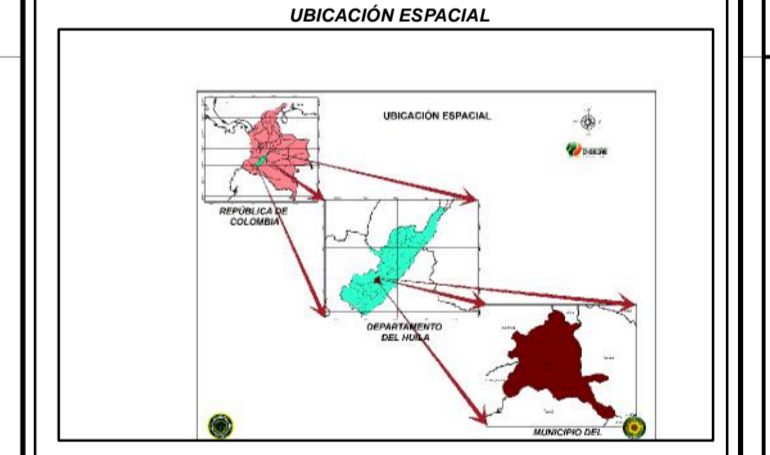 UBICACIÓN ESPACIAL
UBICACIÓN ESPACIAL
REPÚBLICA DE
COLOMBIA
DEPARTAMENTO
DEL HUILA
MUNICIPIO DEL